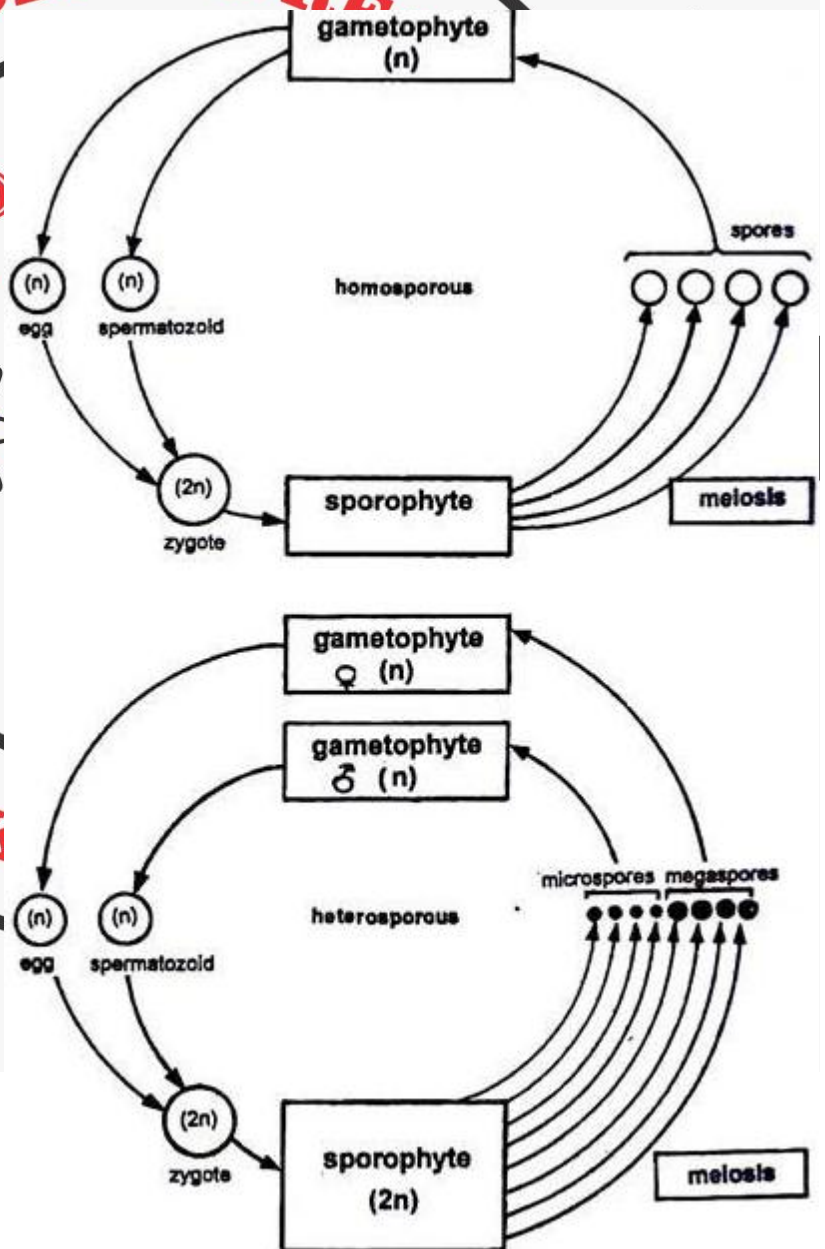 gametophyte
(n)
spores
(n)
(n)
homosporous
egg
spermatozoid
(2n)
sporophyte
meiosis
zygote
gametophyte
♀ (n)
gametophyte
♂ (n)
microspores megaspores
(n)
(n)
heterosporous
egg
spermatozoid
(2n)
zygote
sporophyte
(2n)
meiosis